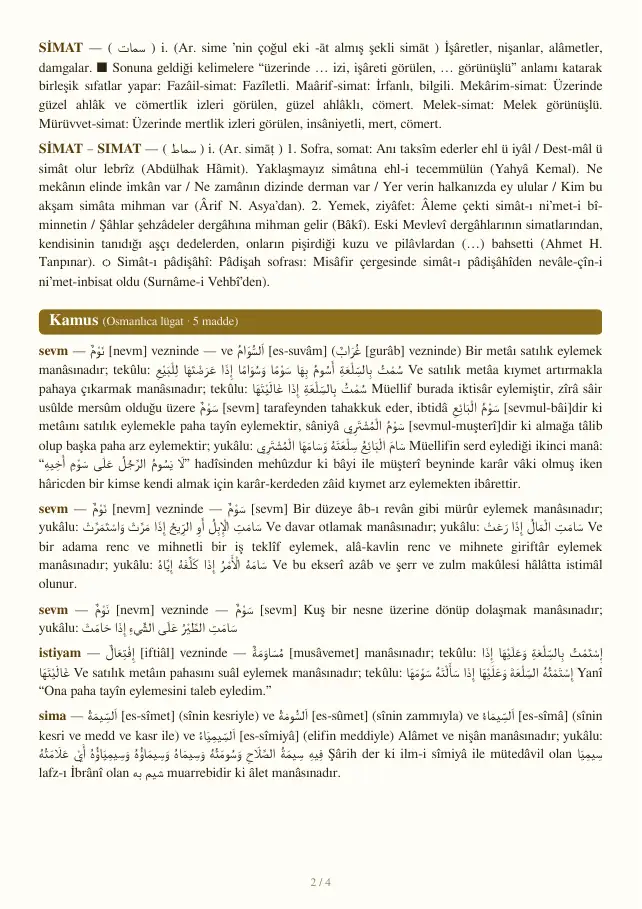 SİMAT — ( سمات ) i. (Ar. sime ’nin çoğul eki -āt almış şekli simāt ) İşâretler, nişanlar, alâmetler,
damgalar. ■ Sonuna geldiği kelimelere “üzerinde … izi, işâreti görülen, … görünüşlü” anlamı katarak
birleşik sıfatlar yapar: Fazâil-simat: Fazîletli. Maârif-simat: İrfanlı, bilgili. Mekârim-simat: Üzerinde
güzel ahlâk ve cömertlik izleri görülen, güzel ahlâklı, cömert. Melek-simat: Melek görünüşlü.
Mürüvvet-simat: Üzerinde mertlik izleri görülen, insâniyetli, mert, cömert.
SİMAT – SIMAT — ( سماط ) i. (Ar. simāṭ ) 1. Sofra, somat: Anı taksîm ederler ehl ü iyâl / Dest-mâl ü
simât olur lebrîz (Abdülhak Hâmit). Yaklaşmayız simâtına ehl-i tecemmülün (Yahyâ Kemal). Ne
mekânın elinde imkân var / Ne zamânın dizinde derman var / Yer verin halkanızda ey ulular / Kim bu
akşam simâta mihman var (Ârif N. Asya’dan). 2. Yemek, ziyâfet: Âleme çekti simât-ı ni’met-i bî-
minnetin / Şâhlar şehzâdeler dergâhına mihman gelir (Bâkî). Eski Mevlevî dergâhlarının simatlarından,
kendisinin tanıdığı aşçı dedelerden, onların pişirdiği kuzu ve pilâvlardan (…) bahsetti (Ahmet H.
Tanpınar). ѻ Simât-ı pâdişâhî: Pâdişah sofrası: Misâfir çergesinde simât-ı pâdişâhîden nevâle-çîn-i
ni’met-inbisat oldu (Surnâme-i Vehbî’den).
Kamus (Osmanlıca lügat · 5 madde)
sevm — نَوْمٌ [nevm] vezninde — ve اَلسُّوَامُ [es-suvâm] (غُرَابٌ [gurâb] vezninde) Bir metâı satılık eylemek
manâsınadır; tekûlu: سُمْتُ بِالسِّلْعَةِ أَسُومُ بِهَا سَوْمًا وَسُوَامًا إِذَا عَرَضْتَهَا لِلْبَيْعِ Ve satılık metâa kıymet artırmakla
pahaya çıkarmak manâsınadır; tekûlu: سُمْتُ بِالسِّلْعَةِ إِذَا غَالَيْتَهَا Müellif burada iktisâr eylemiştir, zîrâ sâir
usûlde mersûm olduğu üzere سَوْمٌ [sevm] tarafeynden tahakkuk eder, ibtidâ سَوْمُ الْبَائِعِ [sevmul-bâi]dir ki
metâını satılık eylemekle paha tayîn eylemektir, sâniyâ سَوْمُ الْمُشْتَرِي [sevmul-muşterî]dir ki almağa tâlib
olup başka paha arz eylemektir; yukâlu: سَامَ الْبَائِعُ سِلْعَتَهُ وَسَامَهَا الْمُشْتَرِي Müellifin serd eylediği ikinci manâ:
“لَا يَسُومُ الرَّجُلُ عَلَى سَوْمِ أَخِيهِ” hadîsinden mehûzdur ki bâyi ile müşterî beyninde karâr vâki olmuş iken
hâricden bir kimse kendi almak için karâr-kerdeden zâid kıymet arz eylemekten ibârettir.
sevm — نَوْمٌ [nevm] vezninde — سَوْمٌ [sevm] Bir düzeye âb-ı revân gibi mürûr eylemek manâsınadır;
yukâlu: سَامَتِ الْإِبِلُ أَوِ الرِّيحُ إِذَا مَرَّتْ وَاسْتَمَرَّتْ Ve davar otlamak manâsınadır; yukâlu: سَامَتِ الْمَالُ إِذَا رَعَتْ Ve
bir adama renc ve mihnetli bir iş teklîf eylemek, alâ-kavlin renc ve mihnete giriftâr eylemek
manâsınadır; yukâlu: سَامَهُ الْأَمْرَ إِذَا كَلَّفَهُ إِيَّاهُ Ve bu ekserî azâb ve şerr ve zulm makûlesi hâlâtta istimâl
olunur.
sevm — نَوْمٌ [nevm] vezninde — سَوْمٌ [sevm] Kuş bir nesne üzerine dönüp dolaşmak manâsınadır;
yukâlu: سَامَتِ الطَّيْرُ عَلَى الشَّيْءِ إِذَا حَامَتْ
istiyam — إِفْتِعَالٌ [iftiâl] vezninde — مُسَاوَمَةٌ [musâvemet] manâsınadır; tekûlu: إِسْتَمْتُ بِالسِّلْعَةِ وَعَلَيْهَا إِذَا
غَالَيْتَهَا Ve satılık metâın pahasını suâl eylemek manâsınadır; tekûlu: إِسْتَمْتُهُ السِّلْعَةَ وَعَلَيْهَا إِذَا سَأَلْتَهُ سَوْمَهَا Yanî
“Ona paha tayîn eylemesini taleb eyledim.”
sima — اَلسِّيمَةُ [es-sîmet] (sînin kesriyle) ve اَلسُّومَةُ [es-sûmet] (sînin zammıyla) ve اَلسِّيمَاءُ [es-sîmâ] (sînin
kesri ve medd ve kasr ile) ve اَلسِّيمِيَاءُ [es-sîmiyâ] (elifin meddiyle) Alâmet ve nişân manâsınadır; yukâlu:
فِيهِ سِيمَةُ الصَّلَاحِ وَسُومَتُهُ وَسِيمَاهُ وَسِيمَاؤُهُ وَسِيمِيَاؤُهُ أَيْ عَلَامَتُهُ Şârih der ki ilm-i sîmiyâ ile mütedâvil olan سِيمِيَا
lafz-ı İbrânî olan شيم يه muarrebidir ki âlet manâsınadır.
2 / 4